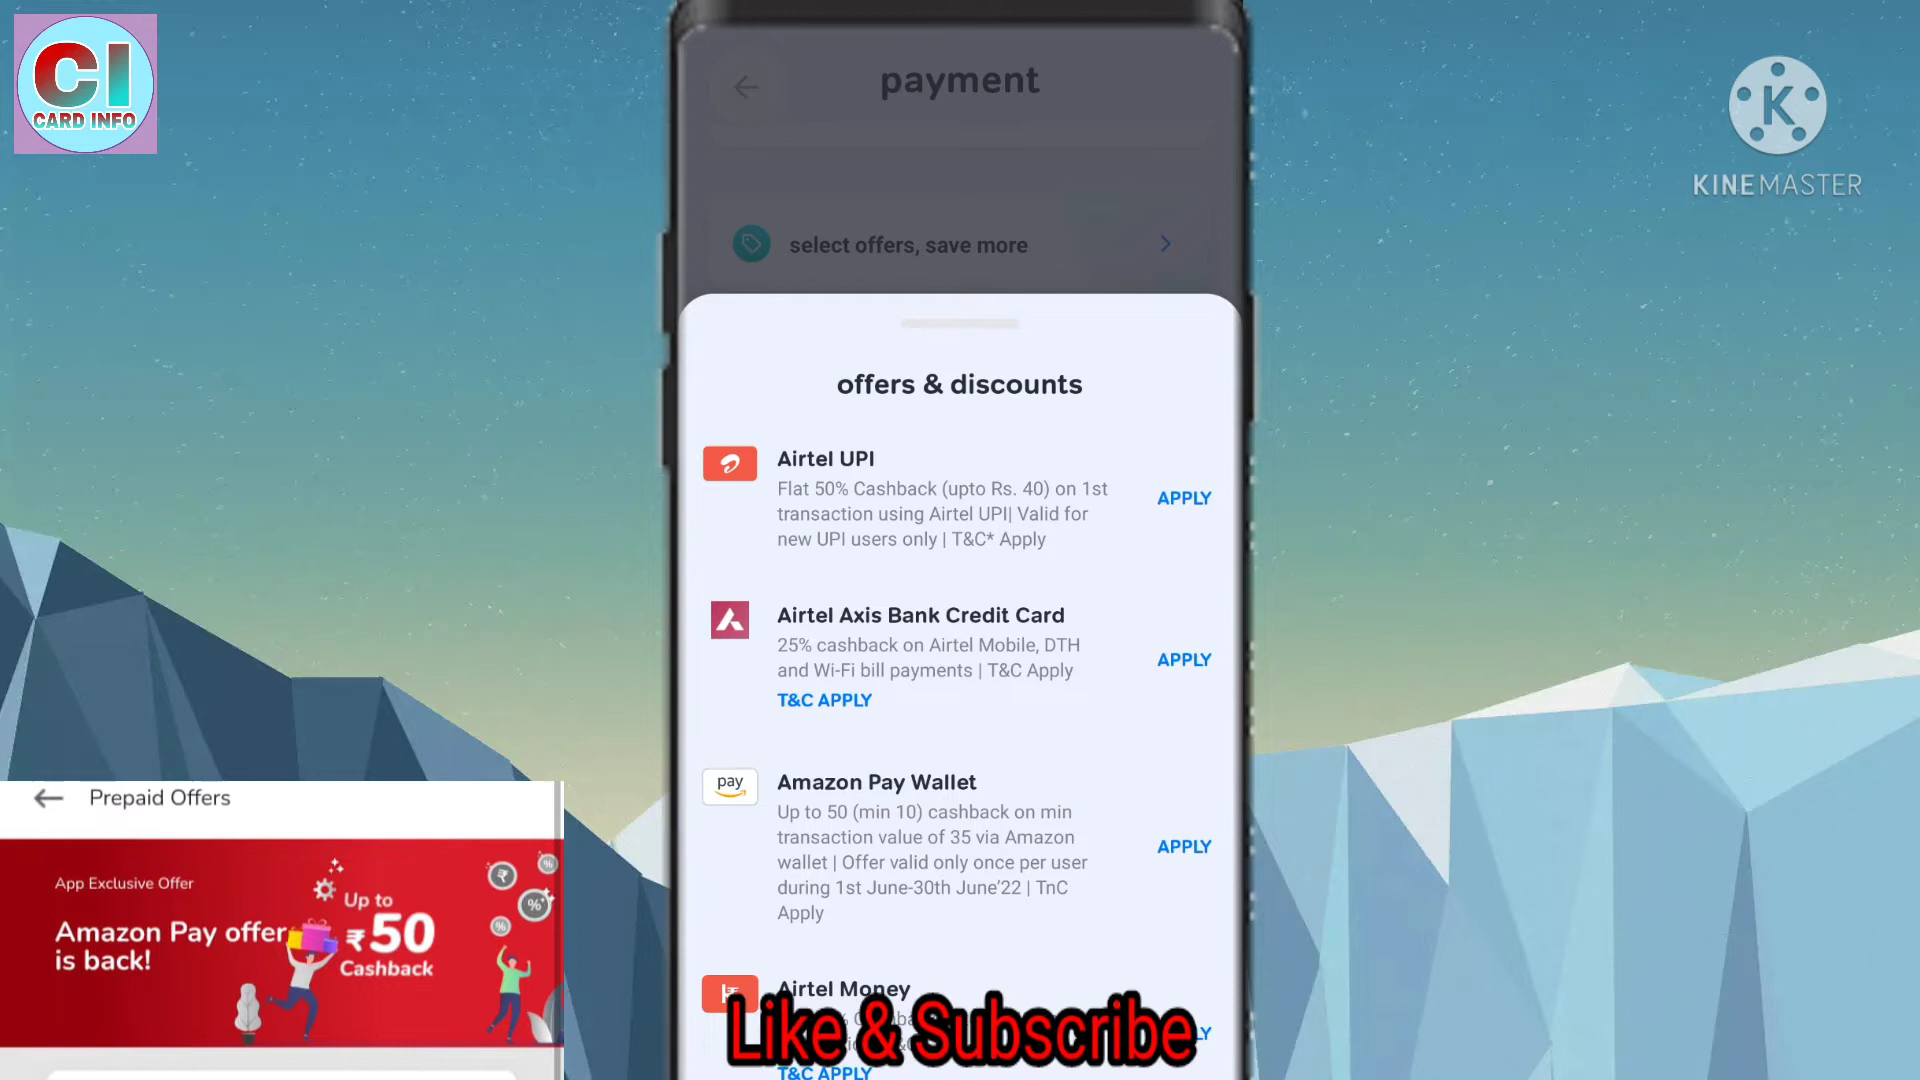 CI
CARD INFO
payment
K
KINEMASTER
select offers, save more
offers & discounts
Airtel UPI
Flat 50% Cashback (upto Rs. 40) on 1st
transaction using Airtel UPI| Valid for
new UPI users only | T&C* Apply
APPLY
Airtel Axis Bank Credit Card
25% cashback on Airtel Mobile, DTH
and Wi-Fi bill payments | T&C Apply
T&C APPLY
APPLY
pay
Amazon Pay Wallet
Up to 50 (min 10) cashback on min
transaction value of 35 via Amazon
wallet | Offer valid only once per user
during 1st June-30th June'22 | TnC
Apply
APPLY
Airtel Money
T&C APPLY
Like & Subscribe
Prepaid Offers
App Exclusive Offer
Amazon Pay offer
is back!
Up to
₹50
Cashback